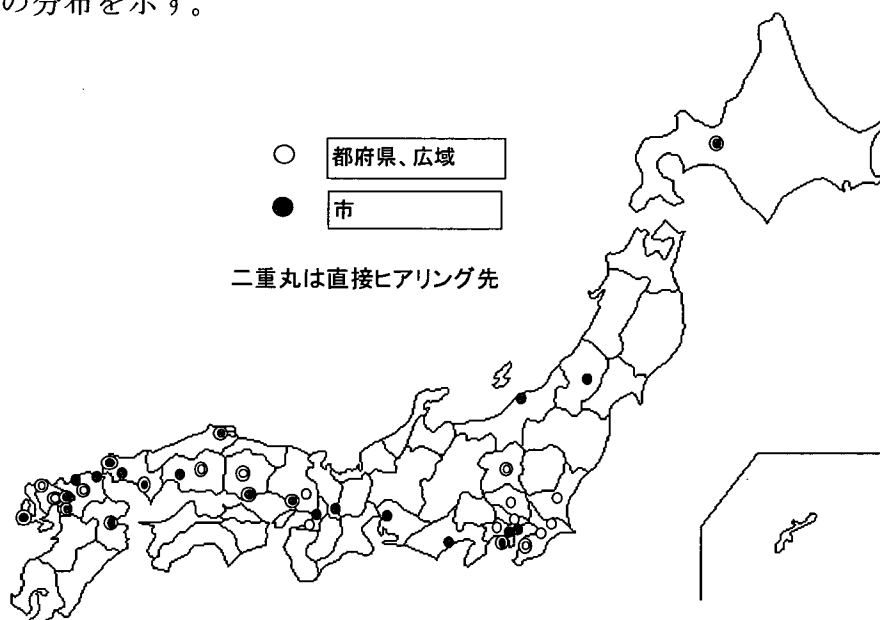 の分布を示す。
都府県、広域
市
二重丸は直接ヒアリング先